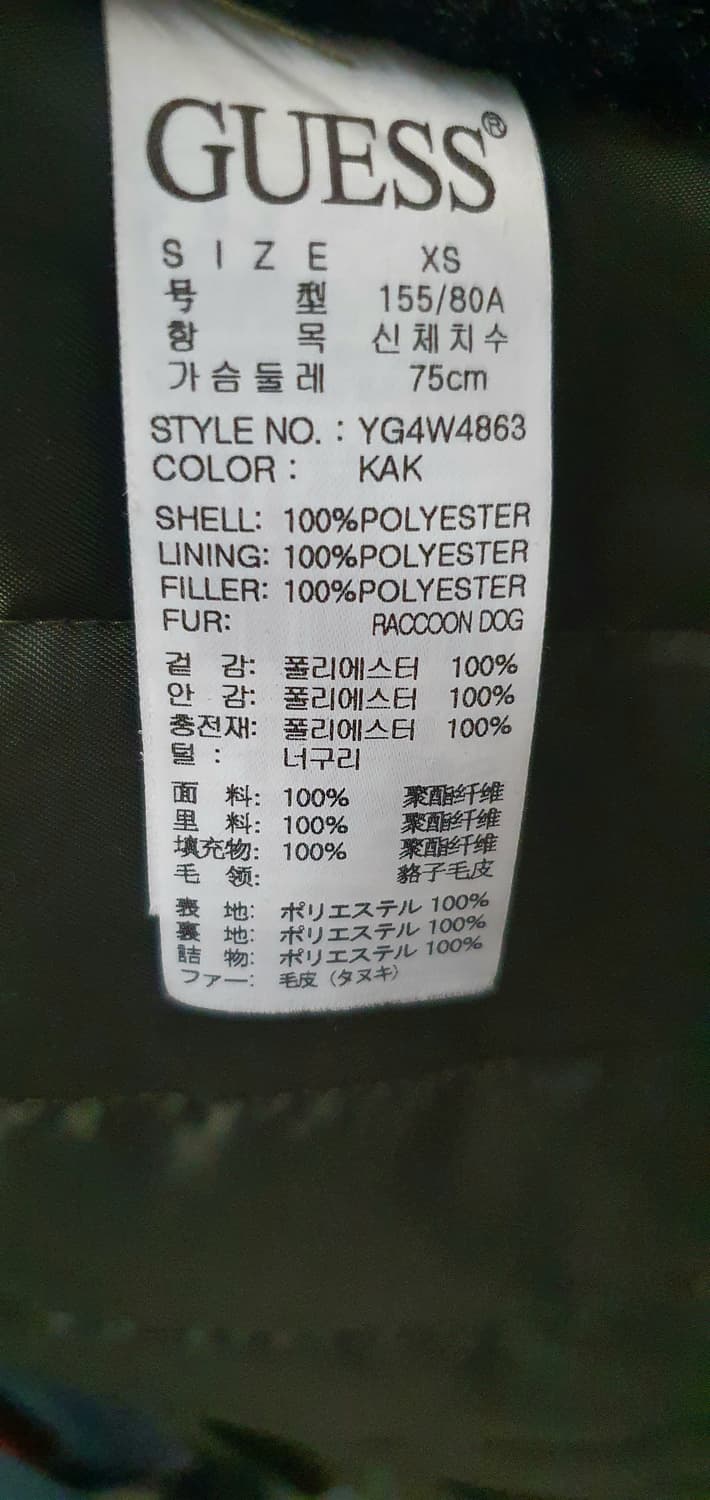 GUESS®
SIZE XS
号型 155/80A
항목 신체치수
가슴둘레 75cm
STYLE NO. : YG4W4863
COLOR : KAK
SHELL: 100%POLYESTER
LINING: 100%POLYESTER
FILLER: 100%POLYESTER
FUR: RACCOON DOG
겉감: 폴리에스터 100%
안감: 폴리에스터 100%
충전재: 폴리에스터 100%
털 : 너구리
面料: 100% 聚酯纤维
里料: 100% 聚酯纤维
填充物: 100% 聚酯纤维
毛领: 貉子毛皮
表地: ポリエステル 100%
裏地: ポリエステル 100%
詰物: ポリエステル 100%
ファー: 毛皮（タヌキ）